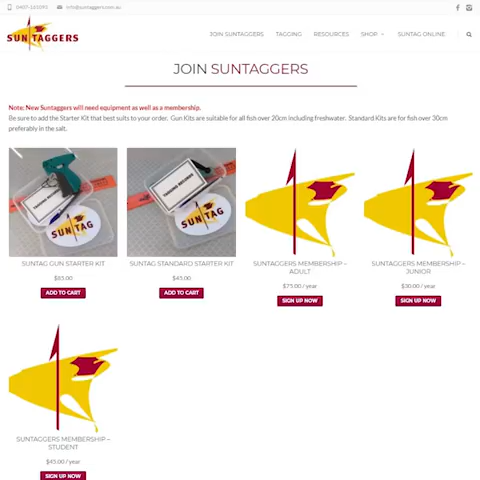 0407-121091 info@suntaggers.com.au
SUNTAGGERS
JOIN SUNTAGGERS TAGGING RESOURCES SHOP SUNTAG ONLINE
JOIN SUNTAGGERS
Note: New Suntaggers will need equipment as well as a membership.
Be sure to add the Starter Kit that best suits to your order. Gun Kits are suitable for all fish over 20cm including freshwater. Standard Kits are for fish over 30cm
preferably in the salt.
TAGGING RECORDS
SUNTAG
TAGGING RECORDS
SUNTAG
SUNTAG GUN STARTER KIT
$85.00
ADD TO CART
SUNTAG STANDARD STARTER KIT
$45.00
ADD TO CART
SUNTAGGERS MEMBERSHIP –
ADULT
$75.00 / year
SIGN UP NOW
SUNTAGGERS MEMBERSHIP –
JUNIOR
$30.00 / year
SIGN UP NOW
SUNTAGGERS MEMBERSHIP –
STUDENT
$45.00 / year
SIGN UP NOW